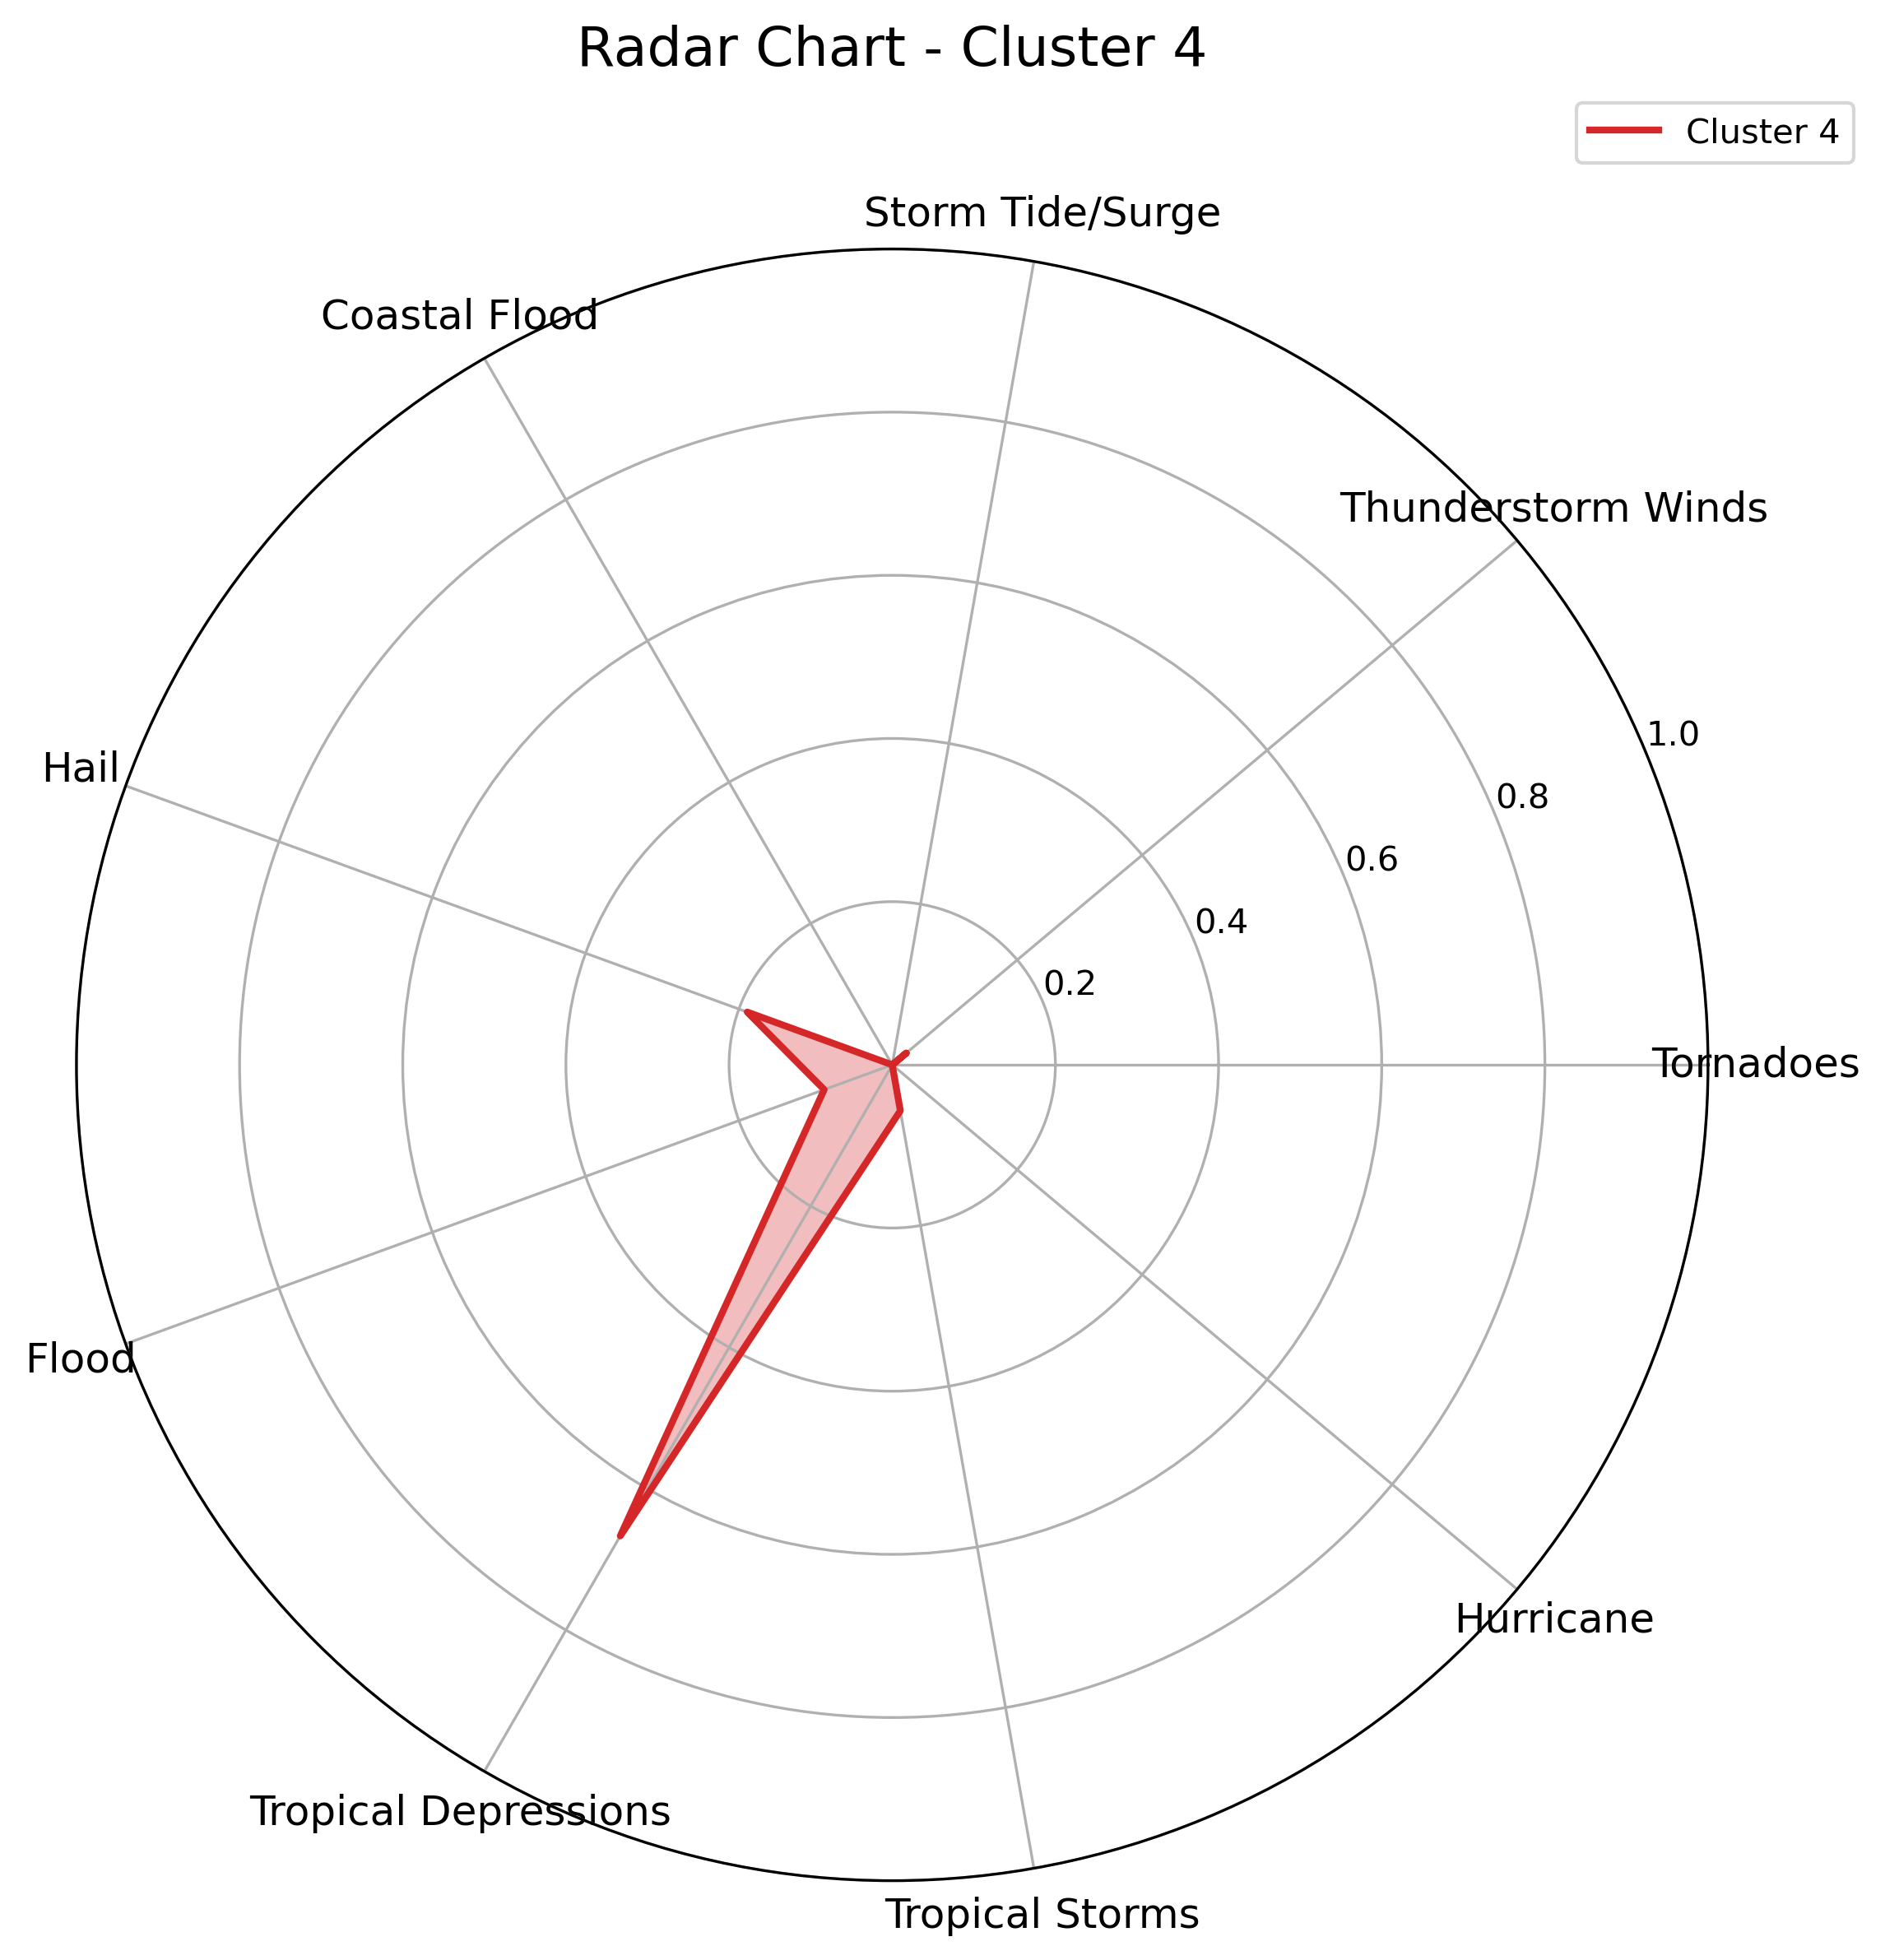 Radar Chart - Cluster 4
Cluster 4
Storm Tide/Surge
Coastal Flood
Thunderstorm Winds
1.0
Hail
0.8
0.6
0.4
0.2
Tornadoes
Flood
Hurricane
Tropical Depressions
Tropical Storms